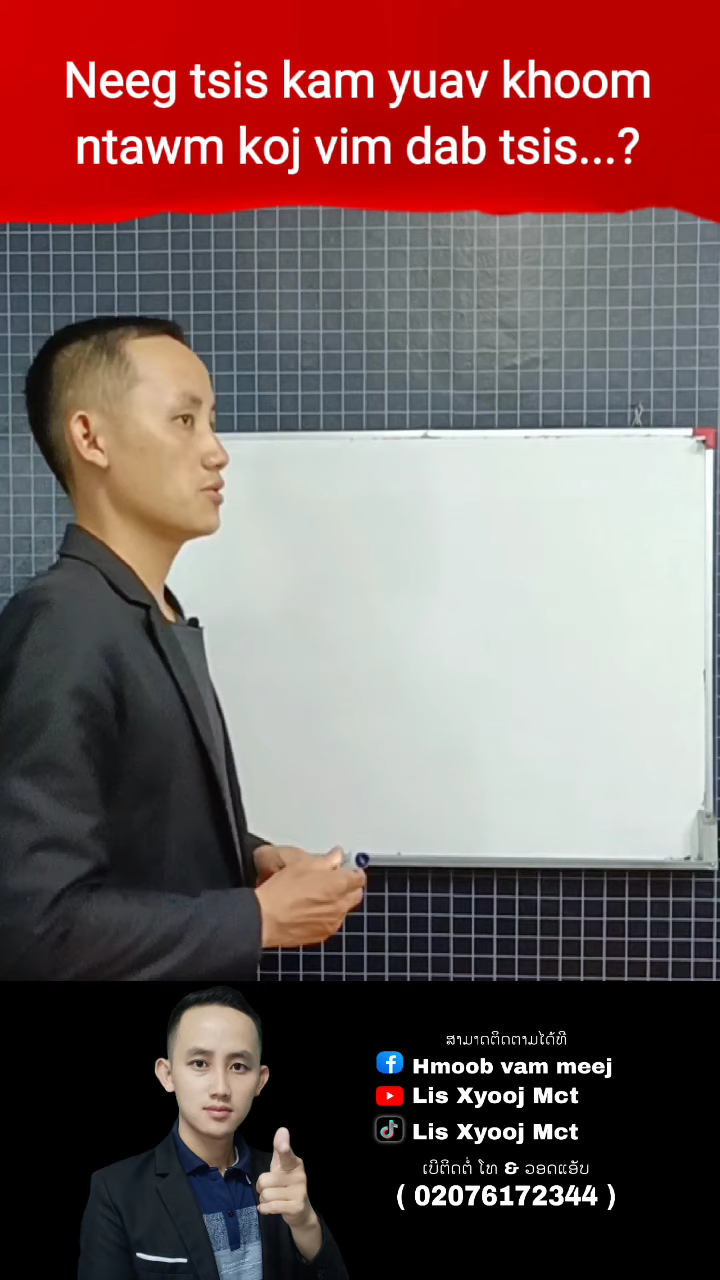 Neeg tsis kam yuav khoom
ntawm koj vim dab tsis...?
ສາມາດຕິດຕາມໄດ້ທີ
Hmoob vam meej
Lis Xyooj Mct
Lis Xyooj Mct
ເບີຕິດຕໍ່ ໂທ & ວອດແອັບ
( 02076172344 )